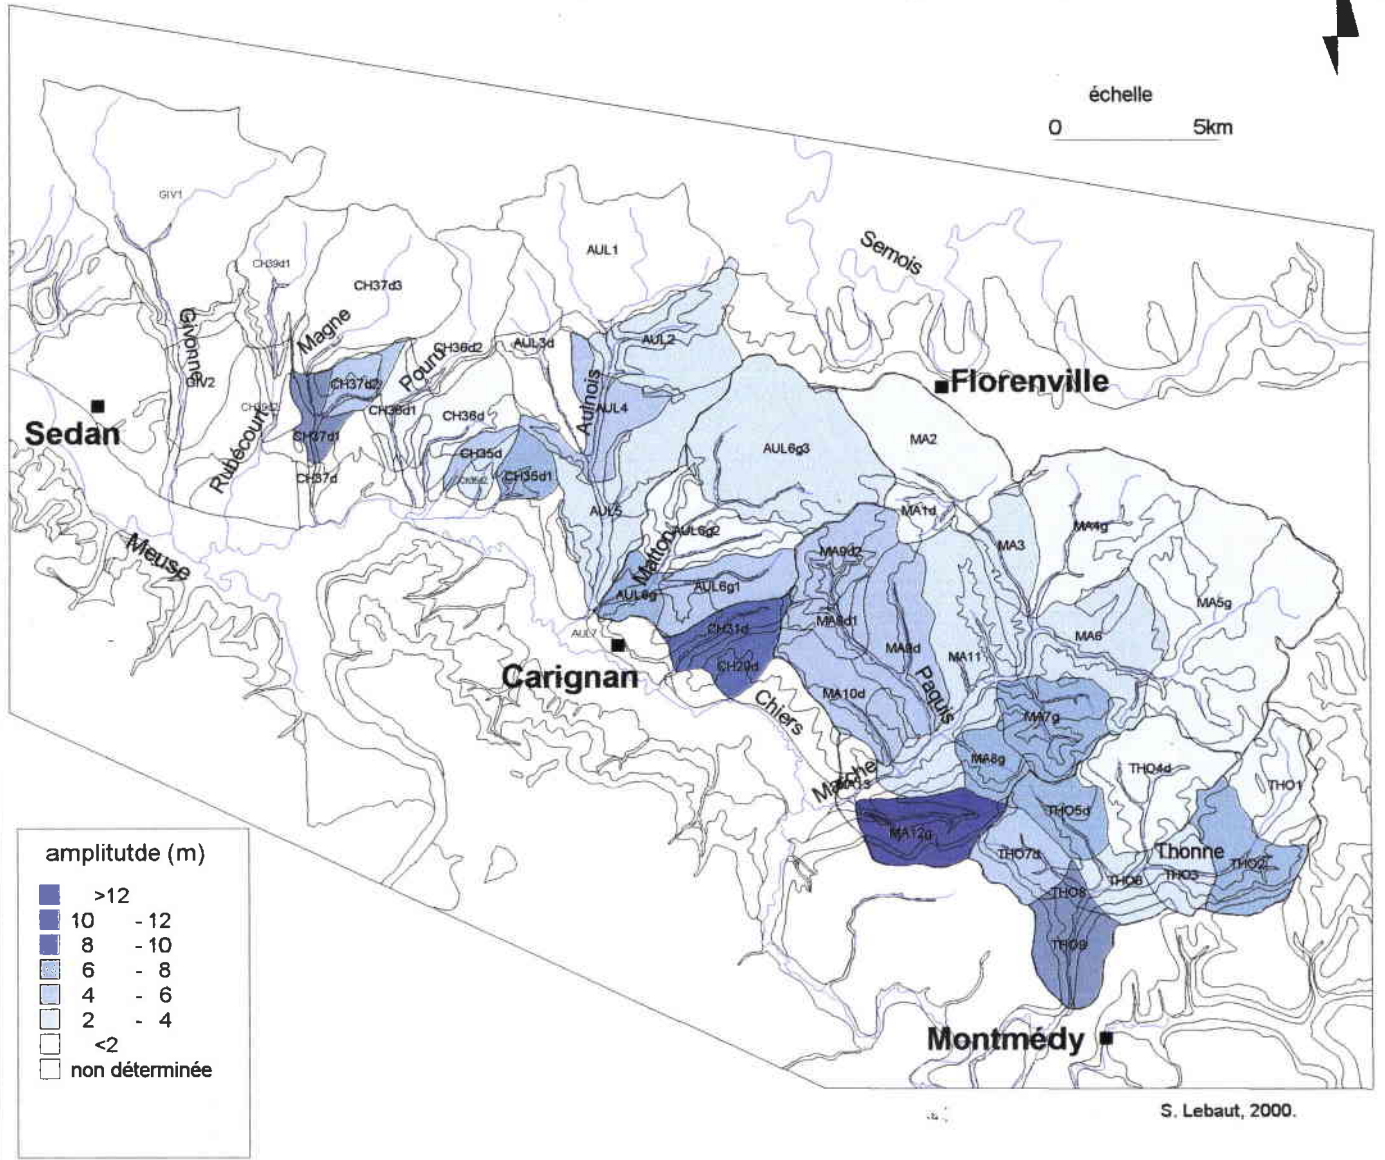 échelle
0 5km
GIV1
AUL1
Semois
CH39d1
CH37d3
Givonne
Magne
CH36d2
AUL3d
AUL2
Pouru
GIV2
CH37d2
Florenville
Aulnois
Sedan
CH36d1
CH36d
AUL4
MA2
CH37d1
AUL6g3
Rubécourt
CH35d
CH37d
CH35d1
AUL5
MA1d
AUL6g2
MA4g
Meuse
MA3
Matton
MA9d2
AUL6g
AUL6g1
MA5g
AUL7
CH31d
MA9d1
MA6
MA9d
MA11
Carignan
CH29d
Paquis
MA10d
Chiers
MA7g
MA8g
THO4d
Marche
MA13
THO1
THO5d
MA12g
amplitutde (m)
THO7d
Thonne
THO2
THO6
THO3
>12
THO8
10 - 12
8 - 10
THO9
6 - 8
4 - 6
2 - 4
Montmédy
<2
non déterminée
S. Lebaut, 2000.